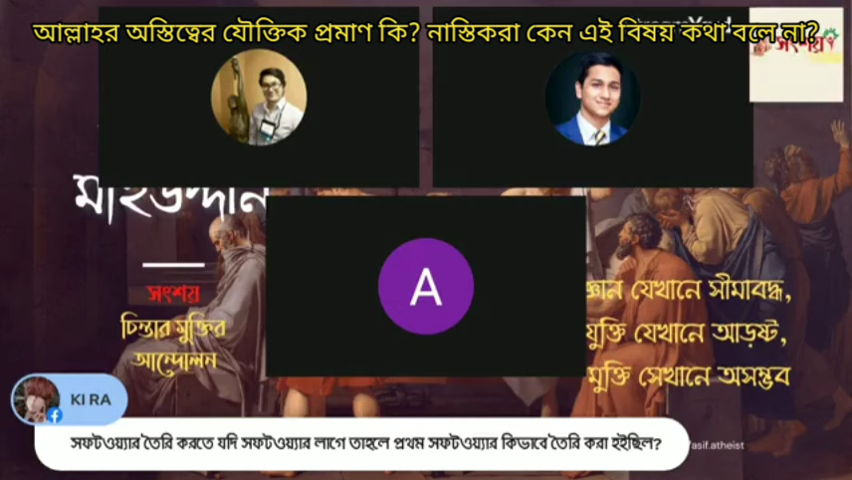 আল্লাহর অস্তিত্বের যৌক্তিক প্রমাণ কি? নাস্তিকরা কেন এই বিষয় কথা বলে না?
সংশয়
A
সংশয়
চিন্তার মুক্তির
আন্দোলন
জ্ঞান যেখানে সীমাবদ্ধ,
যুক্তি যেখানে আড়ষ্ট,
মুক্তি সেখানে অসম্ভব
KI RA
সফটওয়্যার তৈরি করতে যদি সফটওয়্যার লাগে তাহলে প্রথম সফটওয়্যার কিভাবে তৈরি করা হইছিল?
/asif.atheist